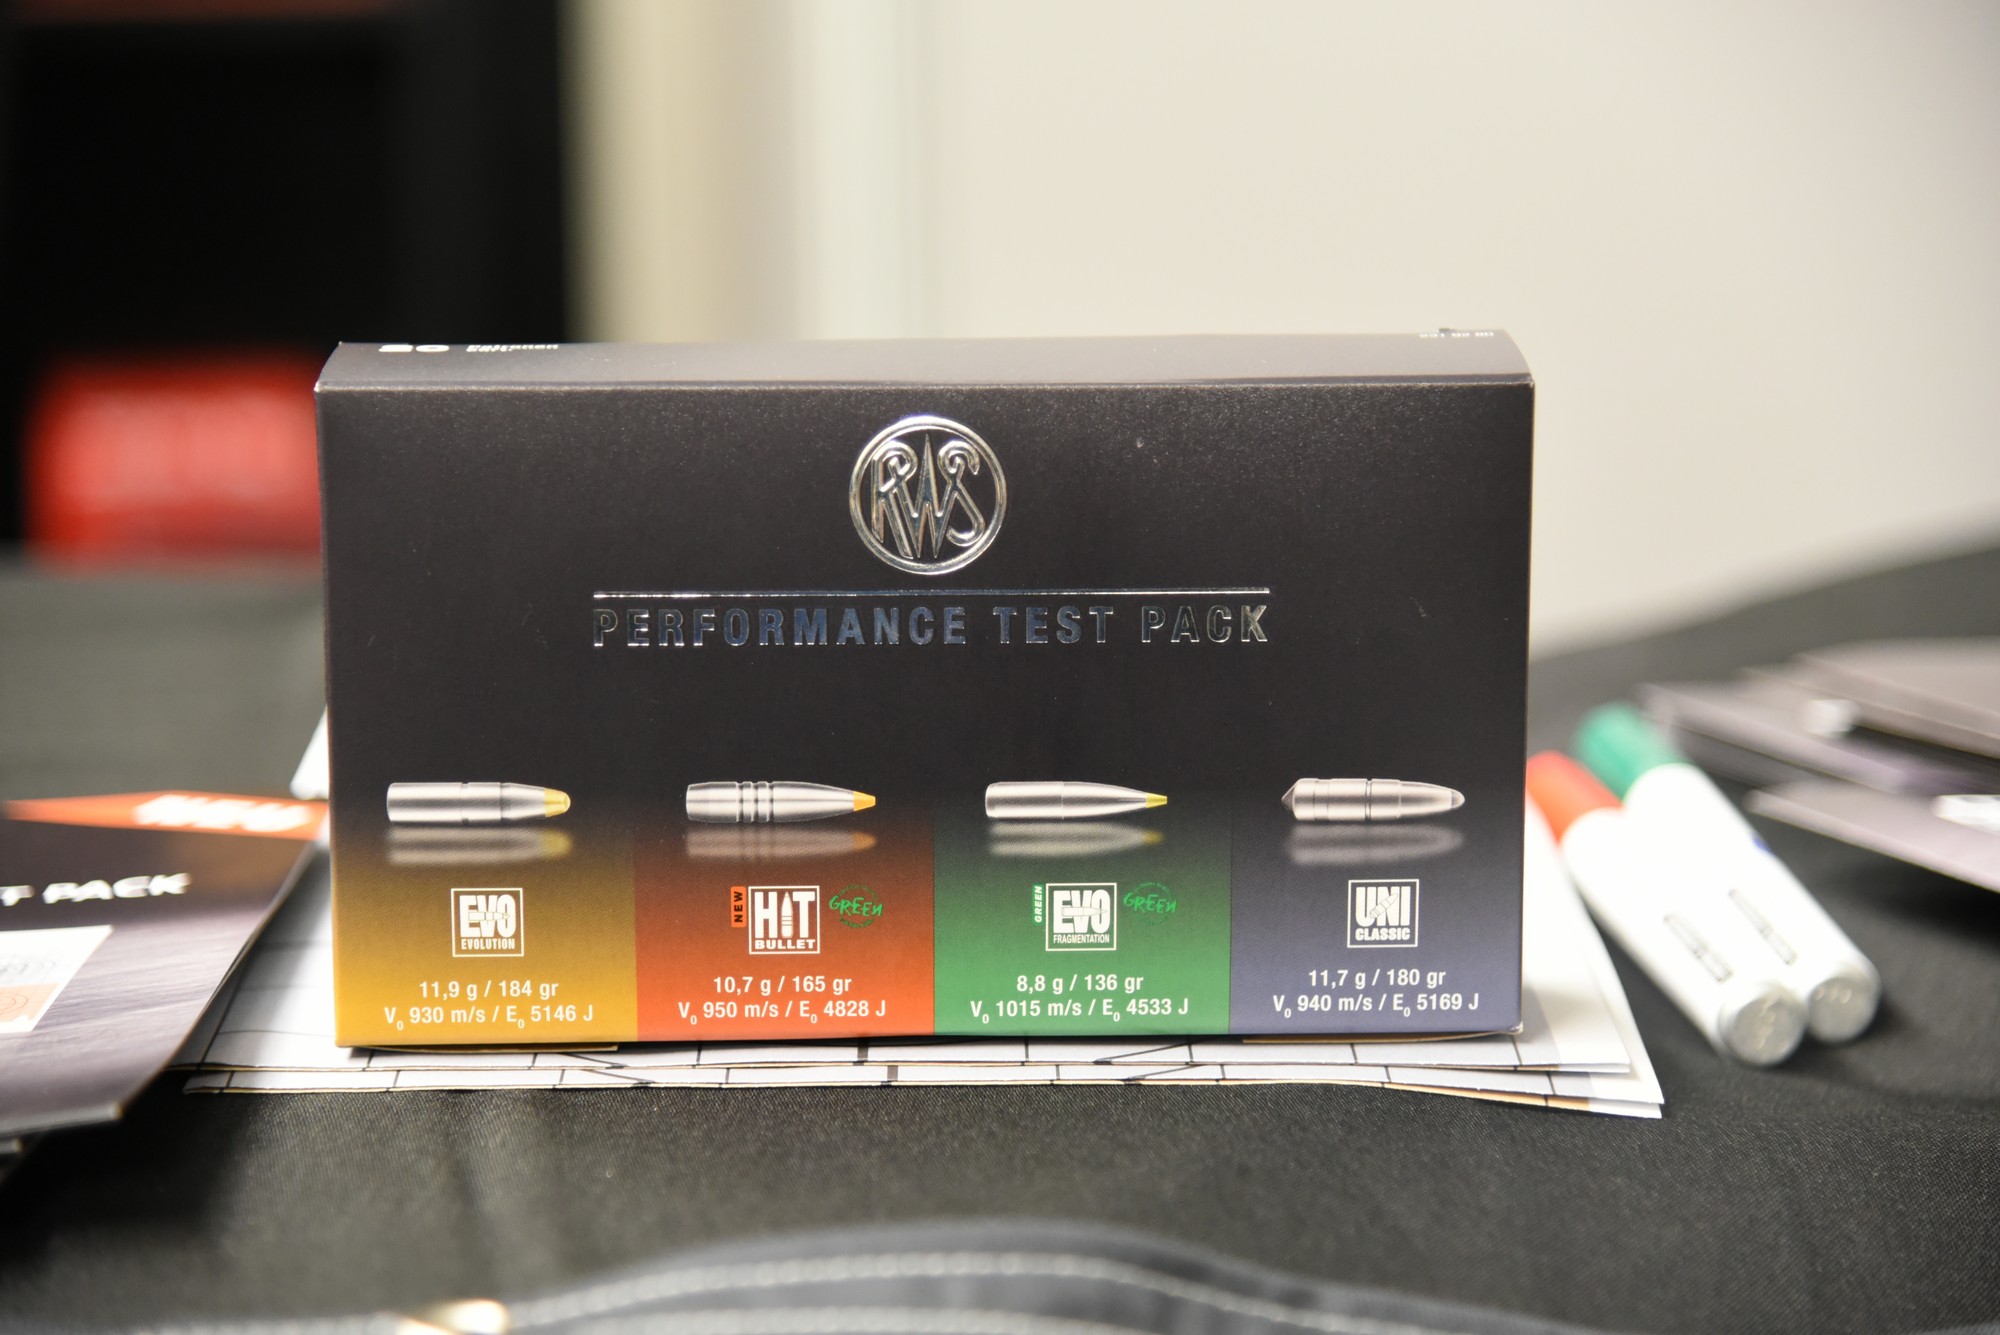 RWS
PERFORMANCE TEST PACK
EVO
EVOLUTION
11,9 g / 184 gr
V0 930 m/s / E0 5146 J
NEW
HIT
BULLET
GREEN
10,7 g / 165 gr
V0 950 m/s / E0 4828 J
GREEN
EVO
FRAGMENTATION
GREEN
8,8 g / 136 gr
V0 1015 m/s / E0 4533 J
UNI
CLASSIC
11,7 g / 180 gr
V0 940 m/s / E0 5169 J
NEU
T PACK